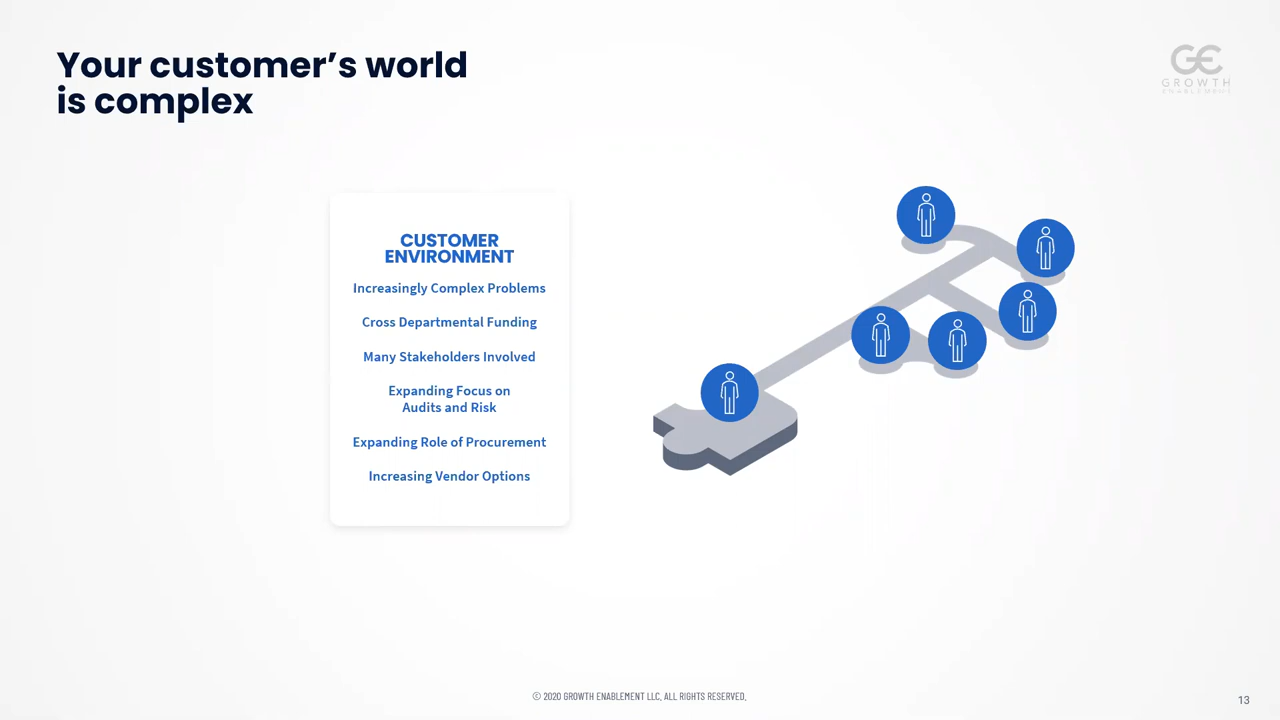 Your customer’s world
is complex
GE
GROWTH
ENABLEMENT
CUSTOMER
ENVIRONMENT
Increasingly Complex Problems
Cross Departmental Funding
Many Stakeholders Involved
Expanding Focus on
Audits and Risk
Expanding Role of Procurement
Increasing Vendor Options
© 2020 GROWTH ENABLEMENT LLC. ALL RIGHTS RESERVED.
13